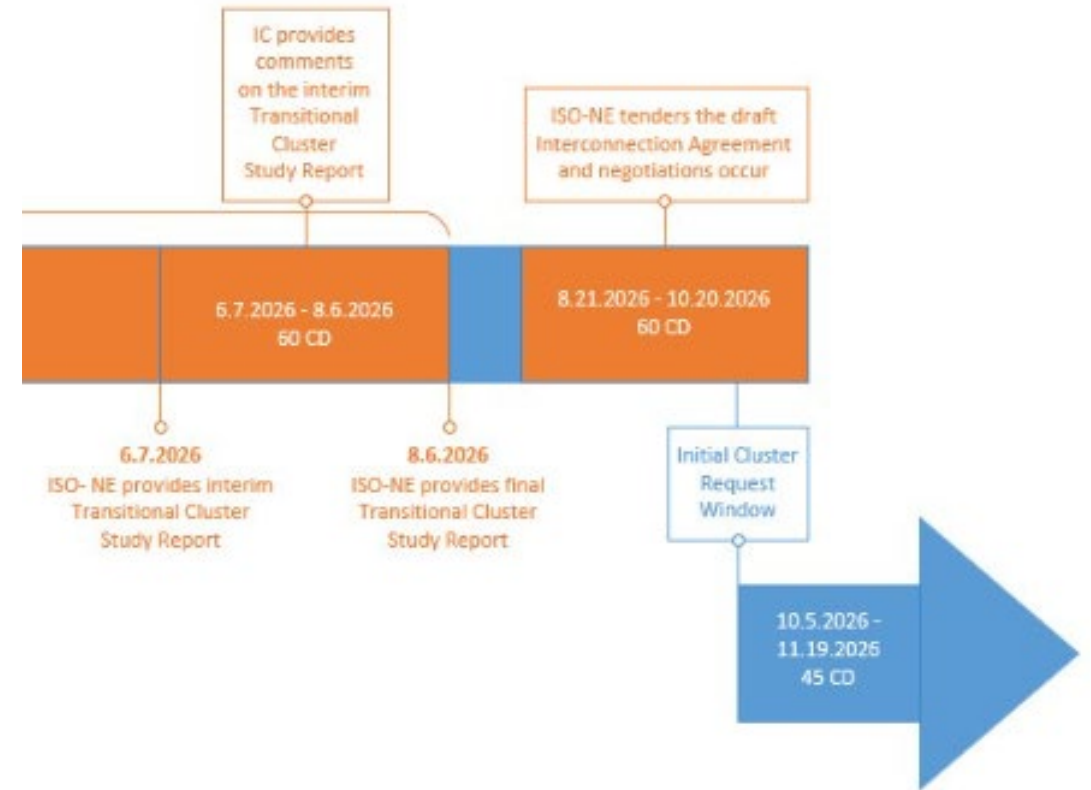 IC provides
comments
on the interim
Transitional
Cluster
Study Report
ISO-NE tenders the draft
Interconnection Agreement
and negotiations occur
6.7.2026 - 8.6.2026
60 CD
8.21.2026 - 10.20.2026
60 CD
6.7.2026
ISO- NE provides interim
Transitional Cluster
Study Report
8.6.2026
ISO-NE provides final
Transitional Cluster
Study Report
Initial Cluster
Request
Window
10.5.2026 -
11.19.2026
45 CD